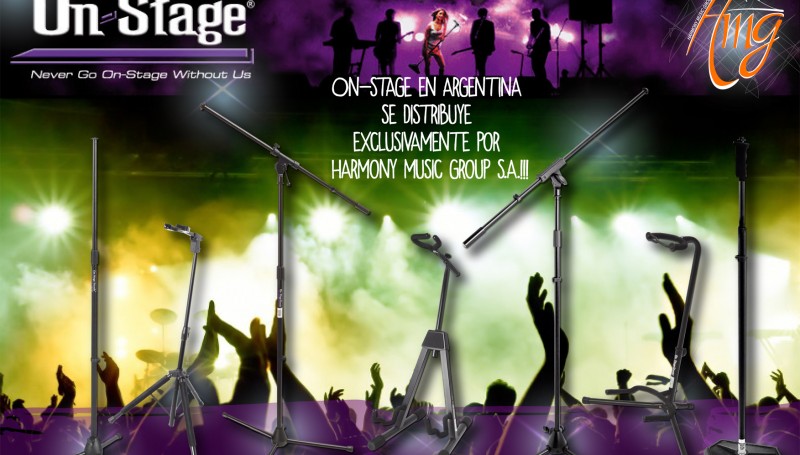 On-Stage®
Never Go On-Stage Without Us
Hmg
ON-STAGE EN ARGENTINA
SE DISTRIBUYE
EXCLUSIVAMENTE POR
HARMONY MUSIC GROUP S.A.!!!